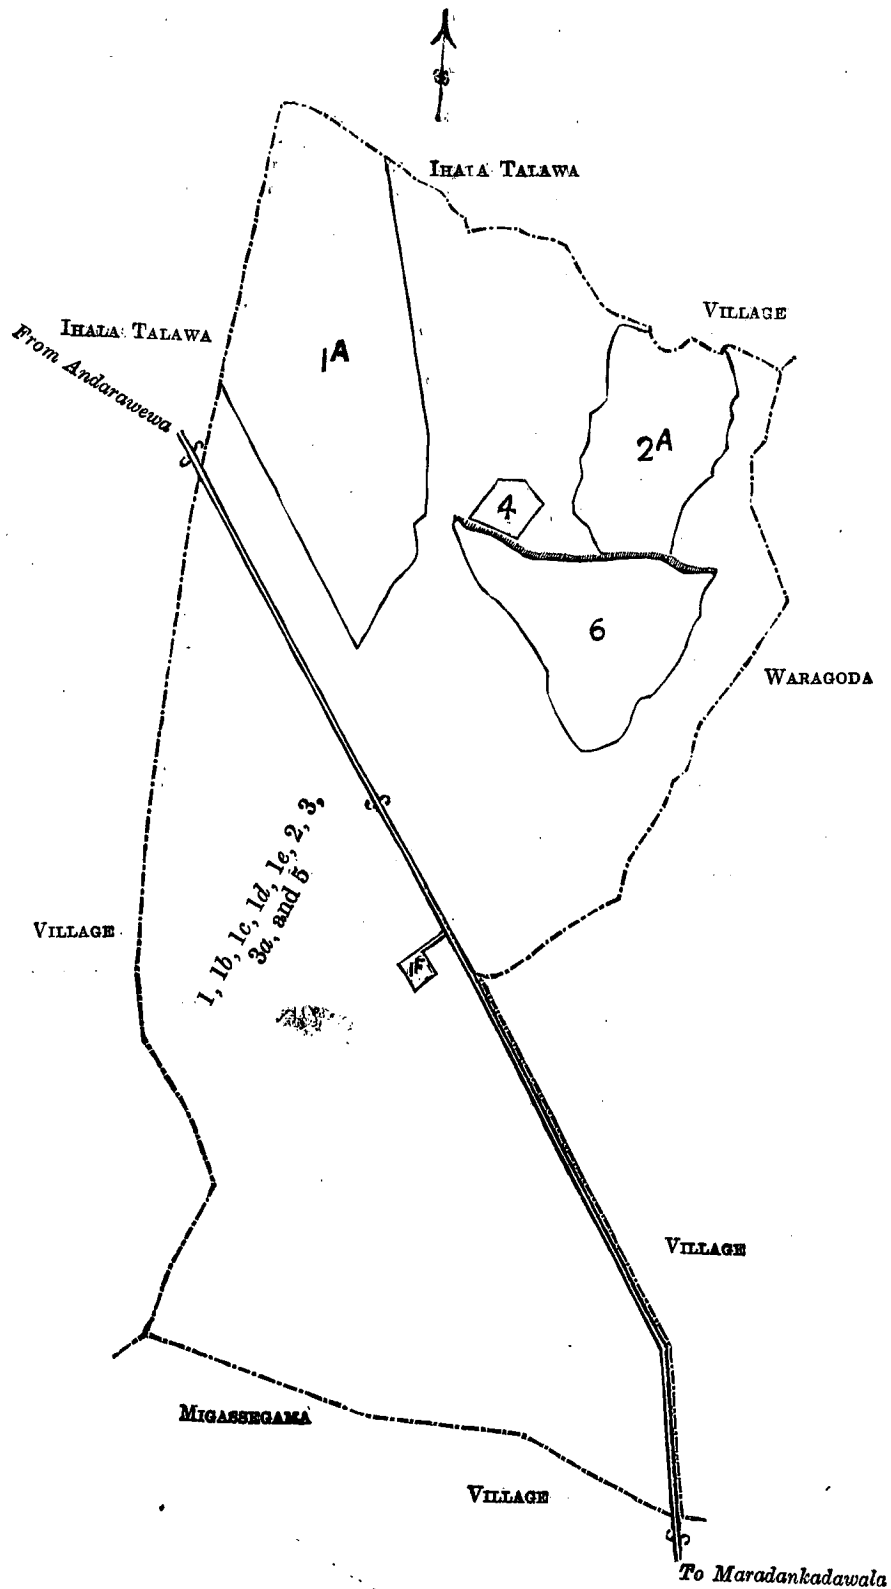 IHALA TALAWA
VILLAGE
IHALA TALAWA
From Andarawewa
1A
2A
4
6
WARAGODA
1, 1b, 1c, 1d, 1e, 2, 3,
3a, and 5
VILLAGE
1F
VILLAGE
MIGASSEGAMA
VILLAGE
To Maradankadawala